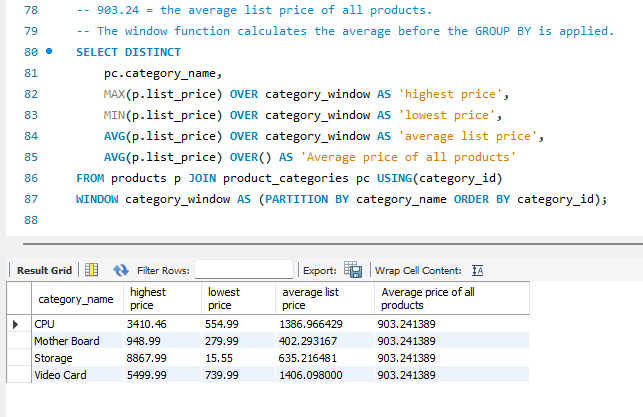 78 -- 903.24 = the average list price of all products.
79 -- The window function calculates the average before the GROUP BY is applied.
80 SELECT DISTINCT
81 pc.category_name,
82 MAX(p.list_price) OVER category_window AS 'highest price',
83 MIN(p.list_price) OVER category_window AS 'lowest price',
84 AVG(p.list_price) OVER category_window AS 'average list price',
85 AVG(p.list_price) OVER() AS 'Average price of all products'
86 FROM products p JOIN product_categories pc USING(category_id)
87 WINDOW category_window AS (PARTITION BY category_name ORDER BY category_id);
88
Result Grid Filter Rows: Export: Wrap Cell Content: IA
category_name highest price lowest price average list price Average price of all products
CPU 3410.46 554.99 1386.966429 903.241389
Mother Board 948.99 279.99 402.293167 903.241389
Storage 8867.99 15.55 635.216481 903.241389
Video Card 5499.99 739.99 1406.098000 903.241389